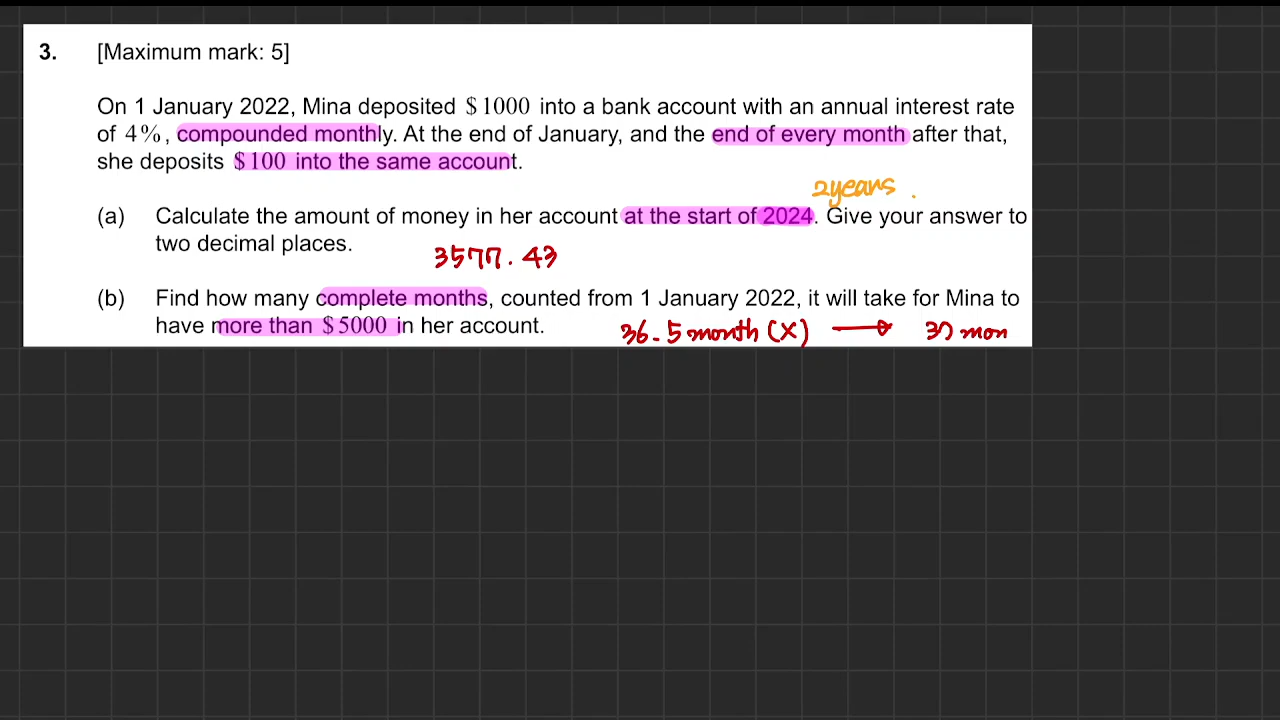 3. [Maximum mark: 5]
On 1 January 2022, Mina deposited $1000 into a bank account with an annual interest rate
of 4%, compounded monthly. At the end of January, and the end of every month after that,
she deposits $100 into the same account.
2years .
(a) Calculate the amount of money in her account at the start of 2024. Give your answer to
two decimal places.
3577.43
(b) Find how many complete months, counted from 1 January 2022, it will take for Mina to
have more than $5000 in her account.
36.5 month (X) → 37 mon